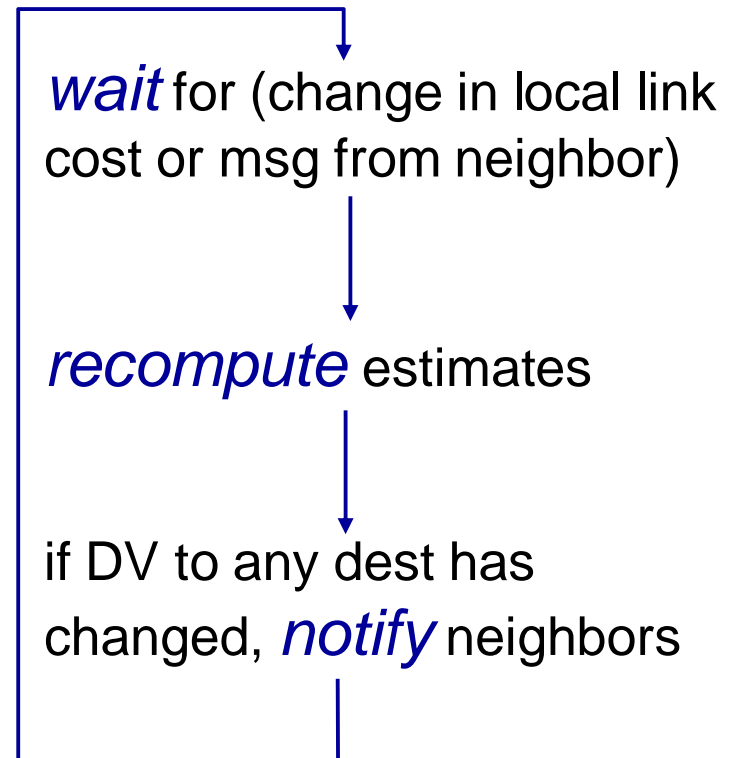 wait for (change in local link
cost or msg from neighbor)
recompute estimates
if DV to any dest has
changed, notify neighbors